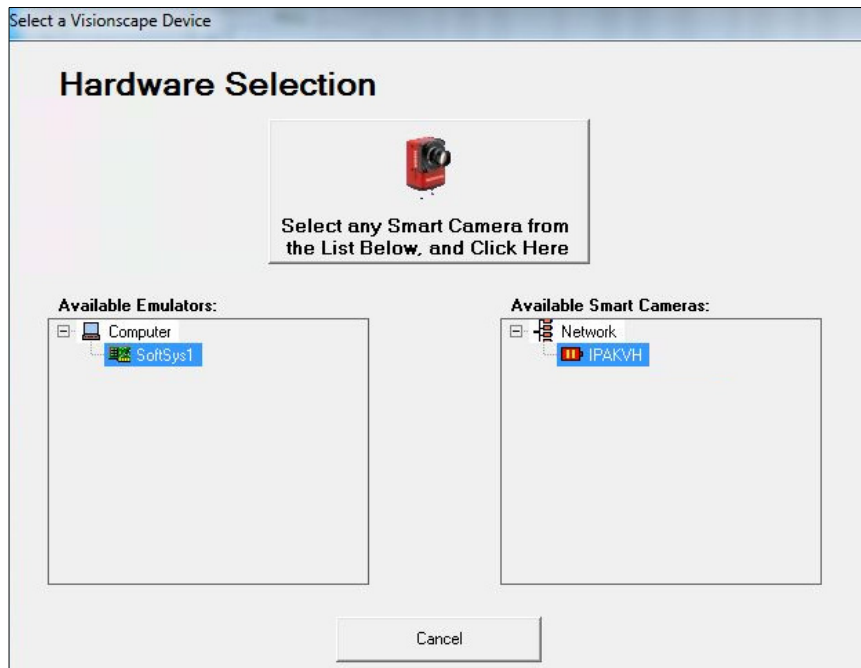 Select a Visionscape Device
Hardware Selection
Select any Smart Camera from
the List Below, and Click Here
Available Emulators:
Computer
SoftSys1
Available Smart Cameras:
Network
IPAKVH
Cancel